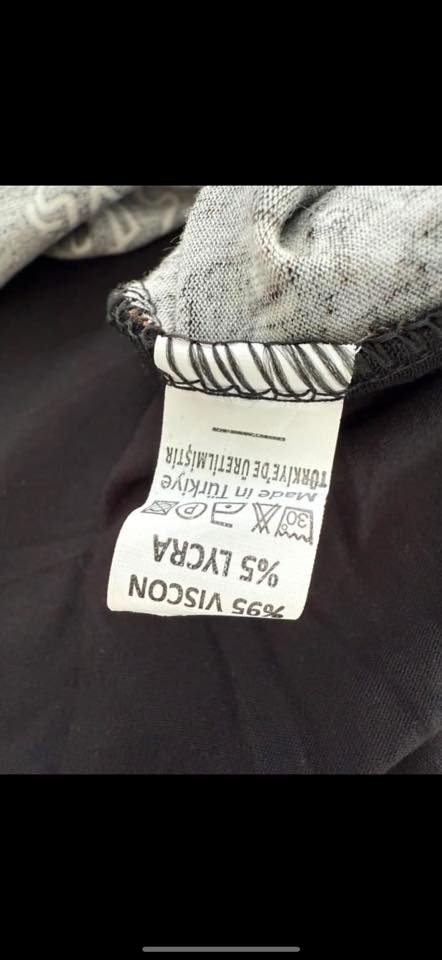 %95 VISCON
%5 LYCRA
30 P
Made in Türkiye
TÜRKİYE'DE ÜRETİLMİŞTİR